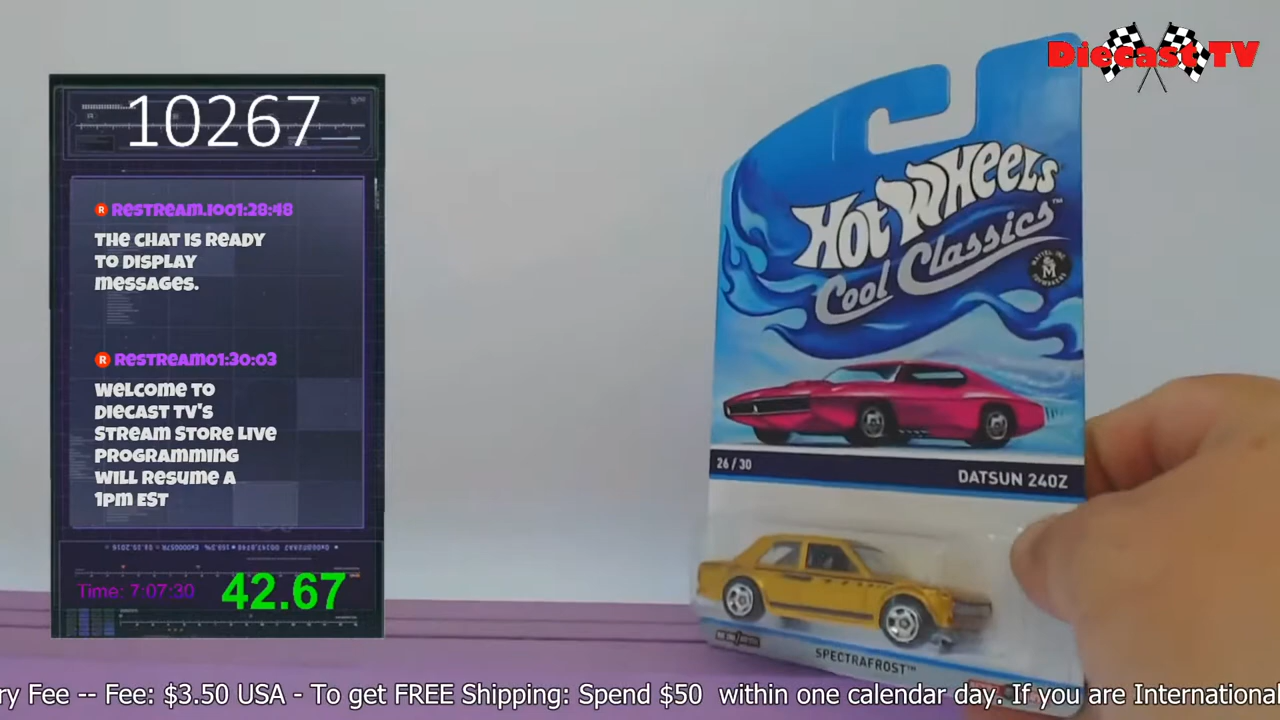 Diecast TV
10267
Restream.io01:28:48
The chat is ready
to display
messages.
Restream01:30:03
Welcome to
Diecast TV's
Stream Store Live
Programming
will resume a
1pm EST
Time: 7:07:30
42.67
Hot Wheels
Cool Classics™
26 / 30
DATSUN 240Z
SPECTRAFROST™
ry Fee -- Fee: $3.50 USA - To get FREE Shipping: Spend $50 within one calendar day. If you are International